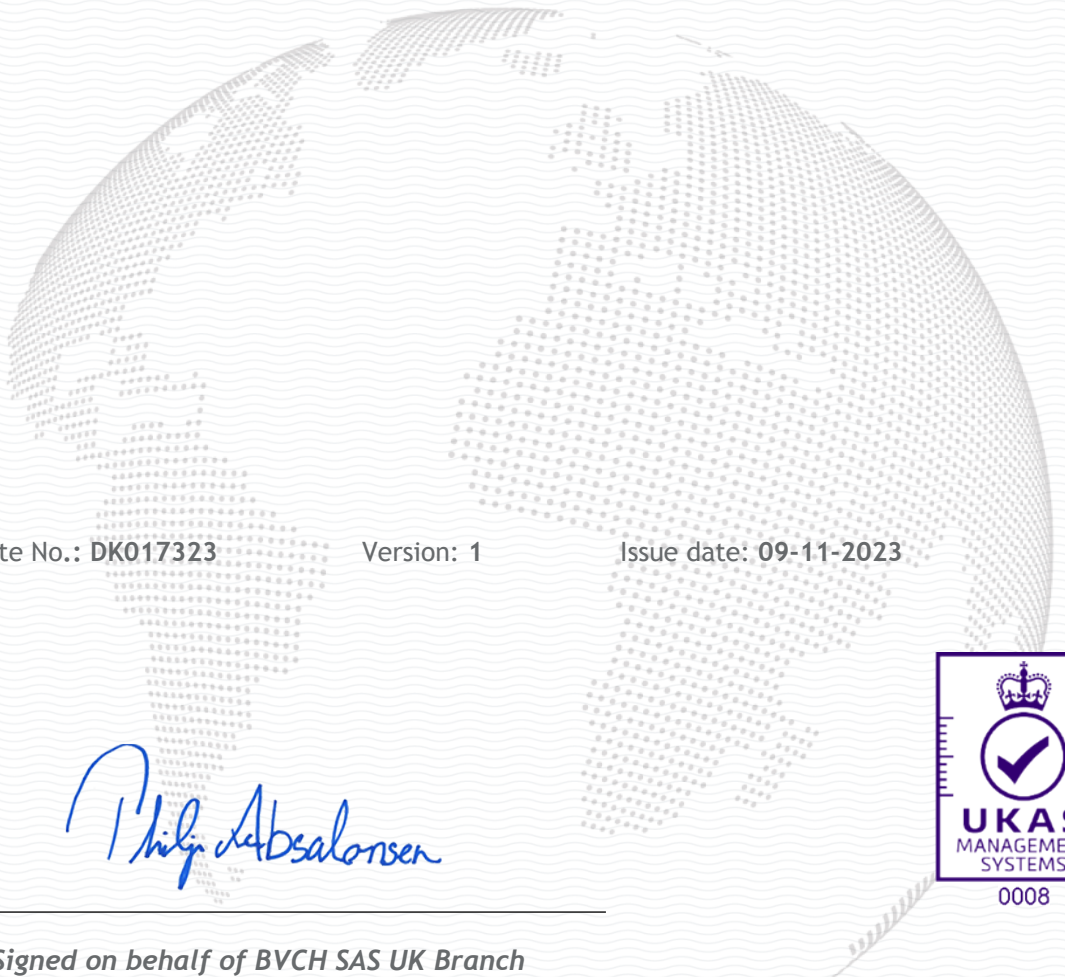 te No.: DK017323 Version: 1 Issue date: 09-11-2023
Philip Absalonsen
Signed on behalf of BVCH SAS UK Branch
UKAS
MANAGEME
SYSTEMS
0008